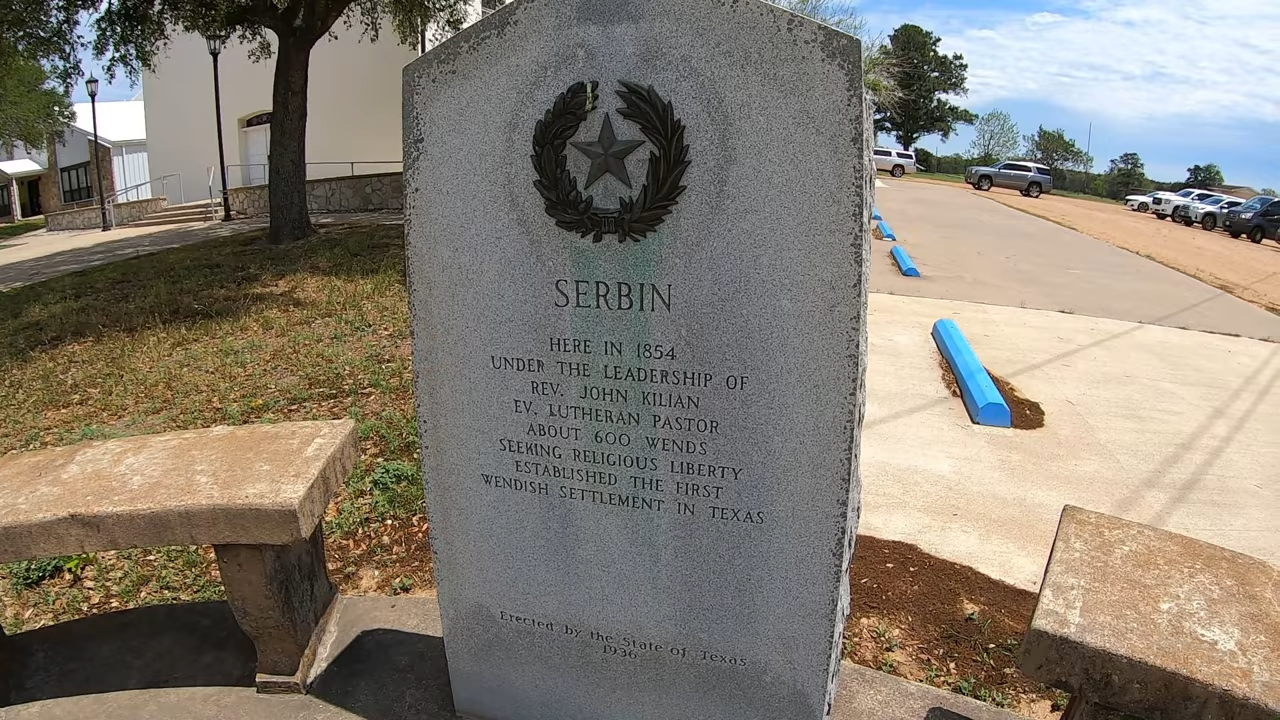 SERBIN
HERE IN 1854
UNDER THE LEADERSHIP OF
REV. JOHN KILIAN
EV. LUTHERAN PASTOR
ABOUT 600 WENDS
SEEKING RELIGIOUS LIBERTY
ESTABLISHED THE FIRST
WENDISH SETTLEMENT IN TEXAS
Erected by the State of Texas
1936